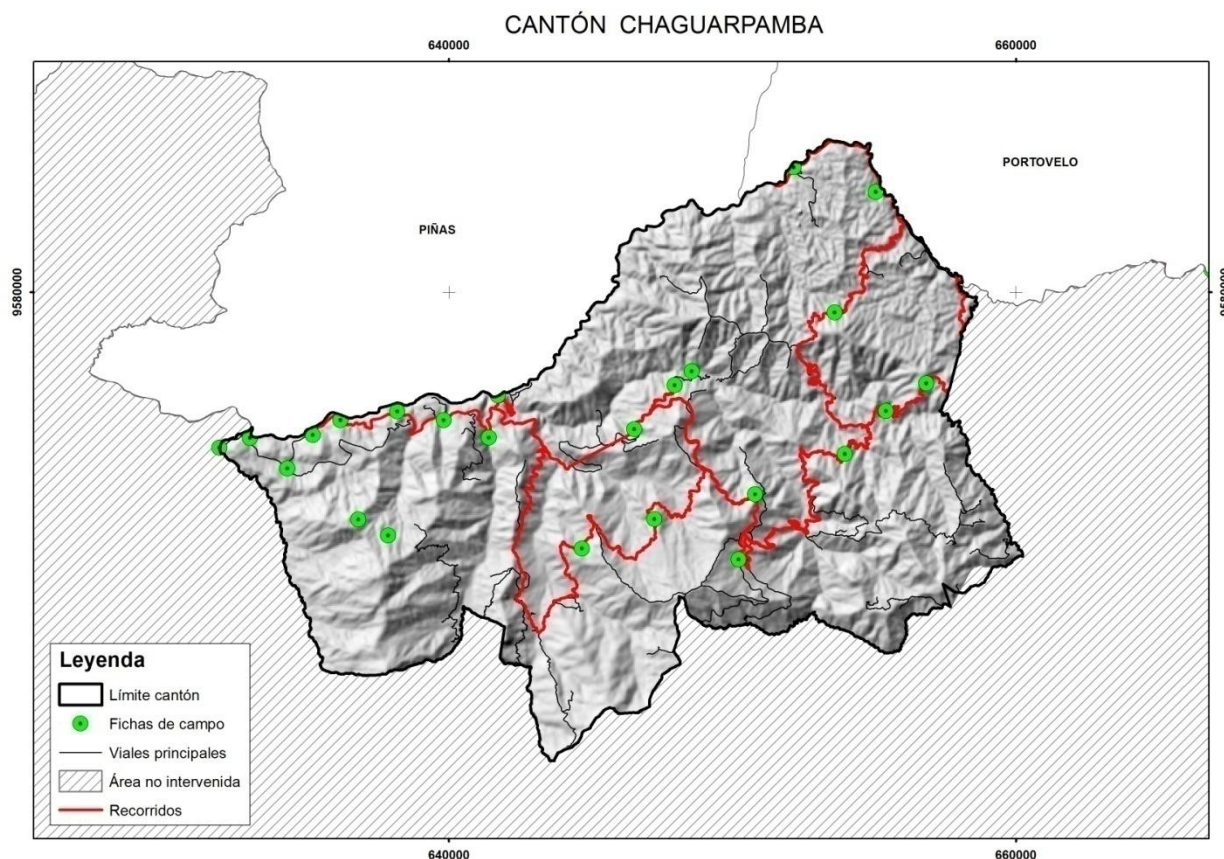 CANTÓN CHAGUARPAMBA
640000
660000
PORTOVELO
PIÑAS
9580000
9580000
Leyenda
Límite cantón
Fichas de campo
Viales principales
Área no intervenida
Recorridos
640000
660000